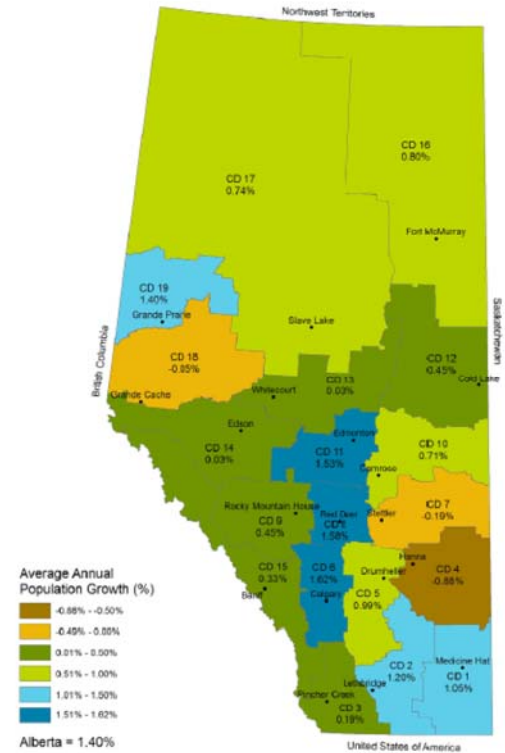 Northwest Territories
CD 16
0.80%
CD 17
0.74%
Fort McMurray
CD 19
1.40%
Grande Prairie
Slave Lake
Saskatchewan
British Columbia
CD 18
CD 12
0.45%
Cold Lake
CD 13
0.03%
Whitecourt
Grande Cache
Edson
Edmonton
CD 14
0.03%
CD 11
1.53%
CD 10
0.71%
Camrose
CD 7
-0.19%
Stettler
Rocky Mountain House
CD 9
0.45%
Red Deer
1.58%
Hanna
CD 4
-0.88%
Drumheller
CD 15
0.33%
Banff
CD 6
1.62%
Calgary
CD 5
0.99%
CD 2
1.20%
Medicine Hat
CD 1
1.05%
Lethbridge
Pincher Creek
CD 3
0.19%
United States of America
Average Annual
Population Growth (%)
-0.88% - -0.50%
-0.49% - 0.00%
0.01% - 0.50%
0.51% - 1.00%
1.01% - 1.50%
1.51% - 1.62%
Alberta = 1.40%